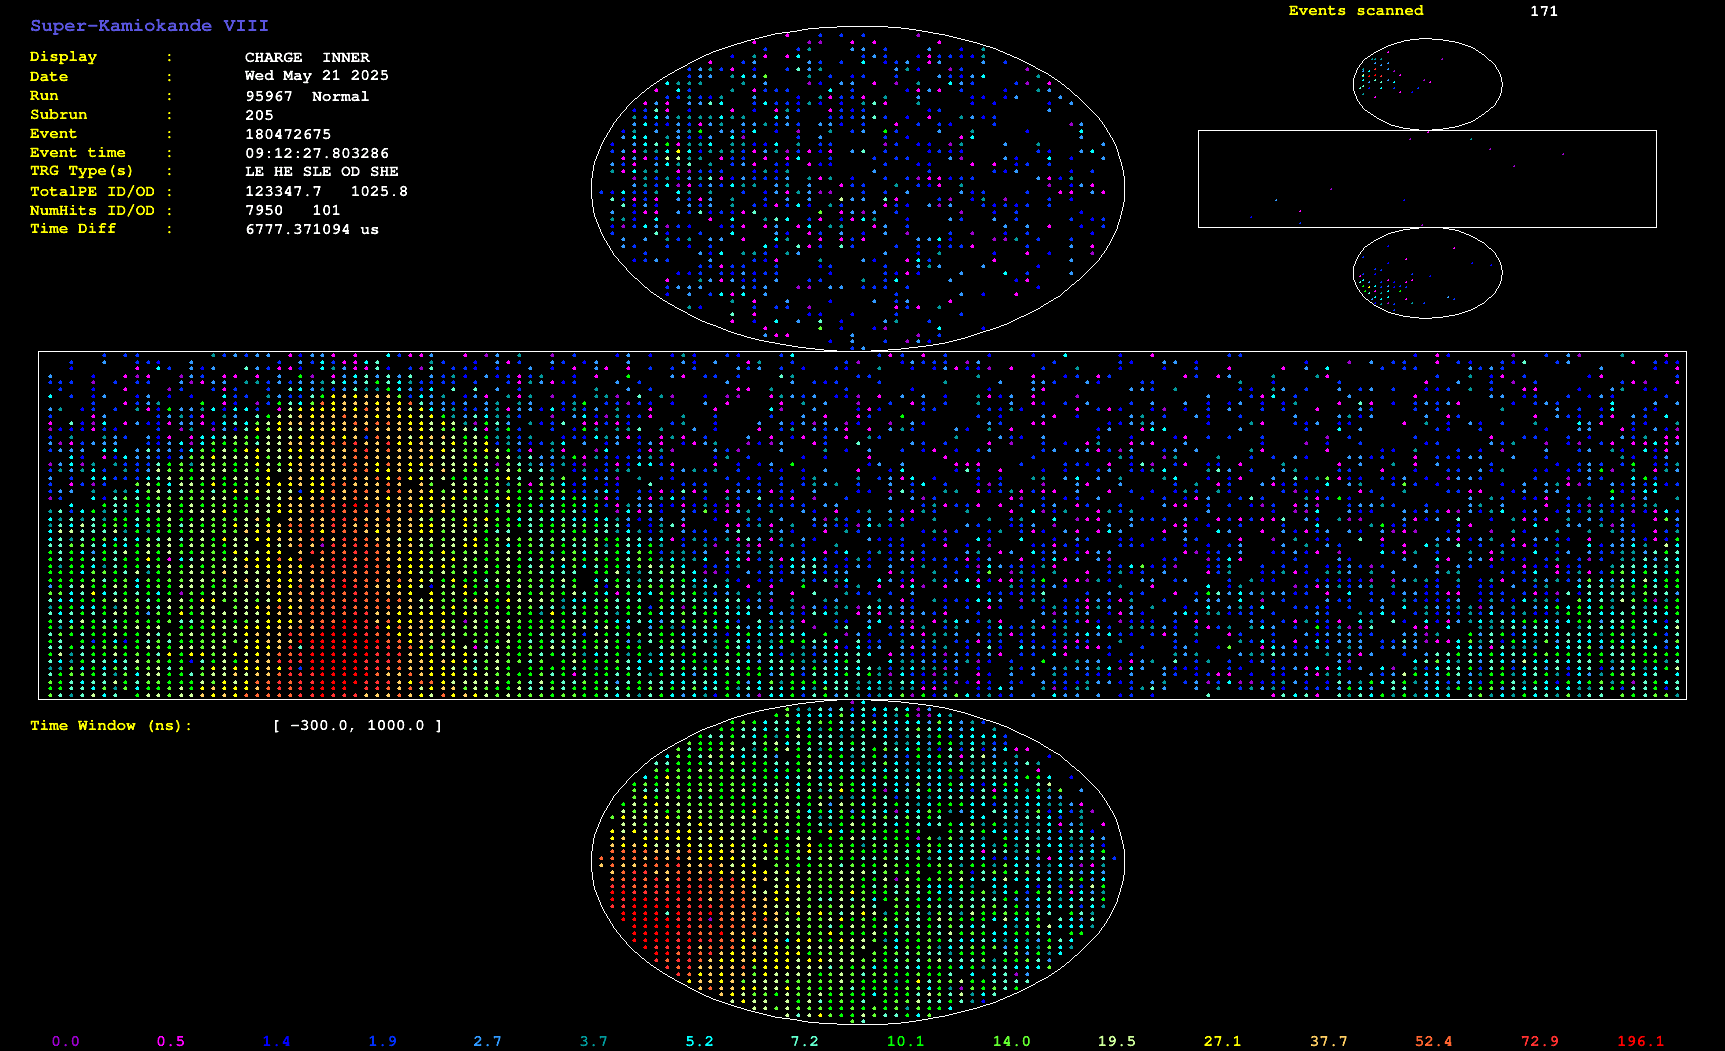 Super-Kamiokande VIII
Events scanned 171
Display : CHARGE INNER
Date : Wed May 21 2025
Run : 95967 Normal
Subrun : 205
Event : 180472675
Event time : 09:12:27.803286
TRG Type(s) : LE HE SLE OD SHE
TotalPE ID/OD : 123347.7 1025.8
NumHits ID/OD : 7950 101
Time Diff : 6777.371094 us
Time Window (ns): [ -300.0, 1000.0 ]
0.0 0.5 1.4 1.9 2.7 3.7 5.2 7.2 10.1 14.0 19.5 27.1 37.7 52.4 72.9 196.1